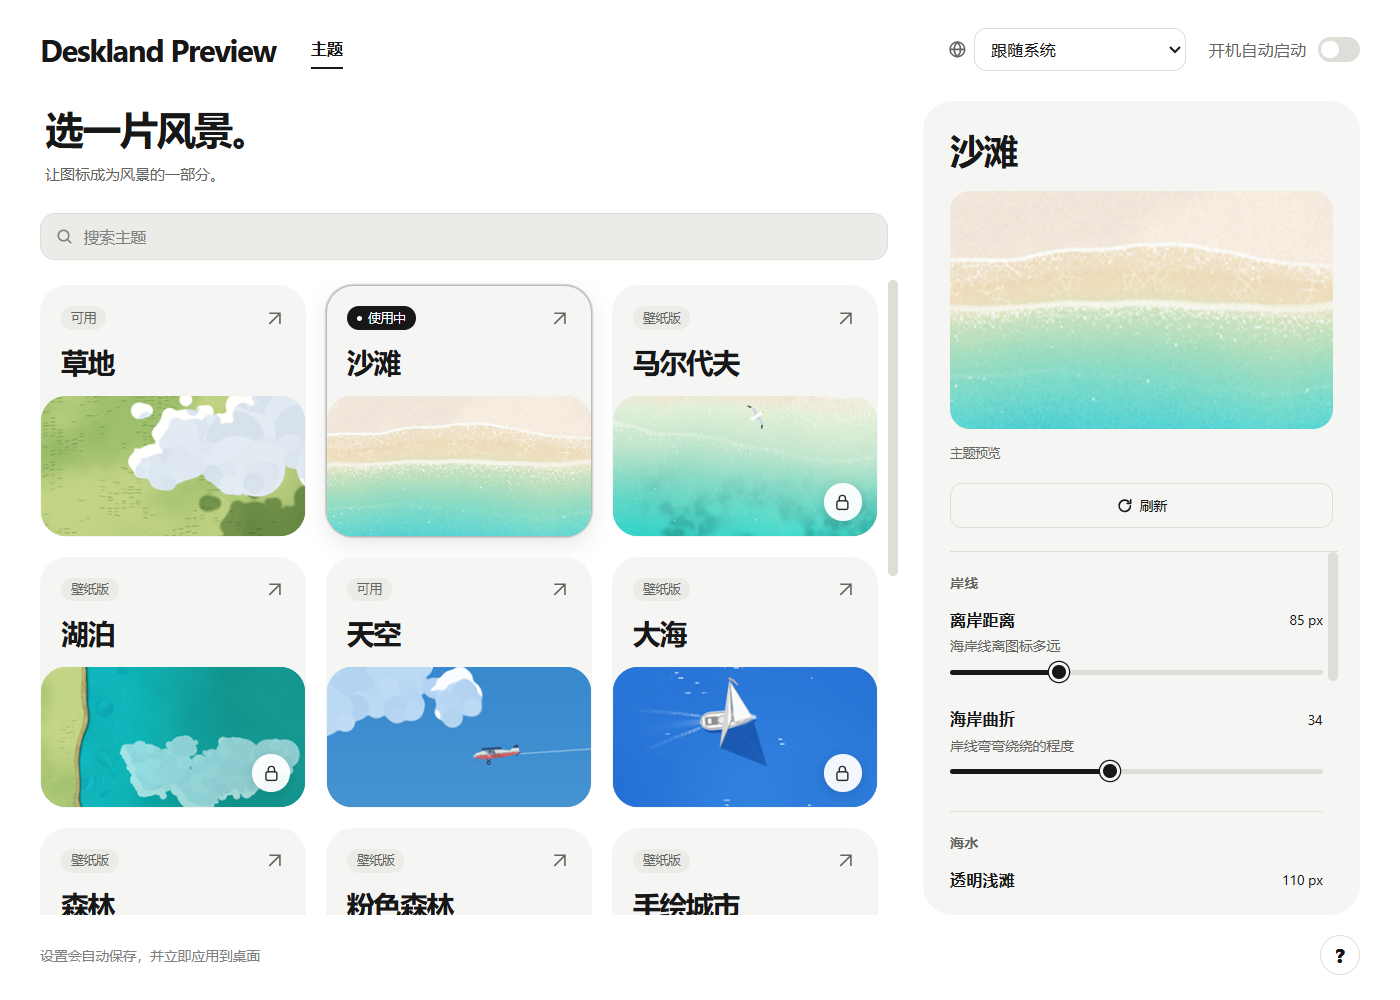 Deskland Preview
主题
跟随系统
开机自动启动
选一片风景。
让图标成为风景的一部分。
搜索主题
可用
草地
使用中
沙滩
壁纸版
马尔代夫
壁纸版
湖泊
可用
天空
壁纸版
大海
壁纸版
森林
壁纸版
粉色森林
壁纸版
手绘城市
沙滩
主题预览
刷新
岸线
离岸距离
85 px
海岸线离图标多远
海岸曲折
34
岸线弯弯绕绕的程度
海水
透明浅滩
110 px
设置会自动保存，并立即应用到桌面
?